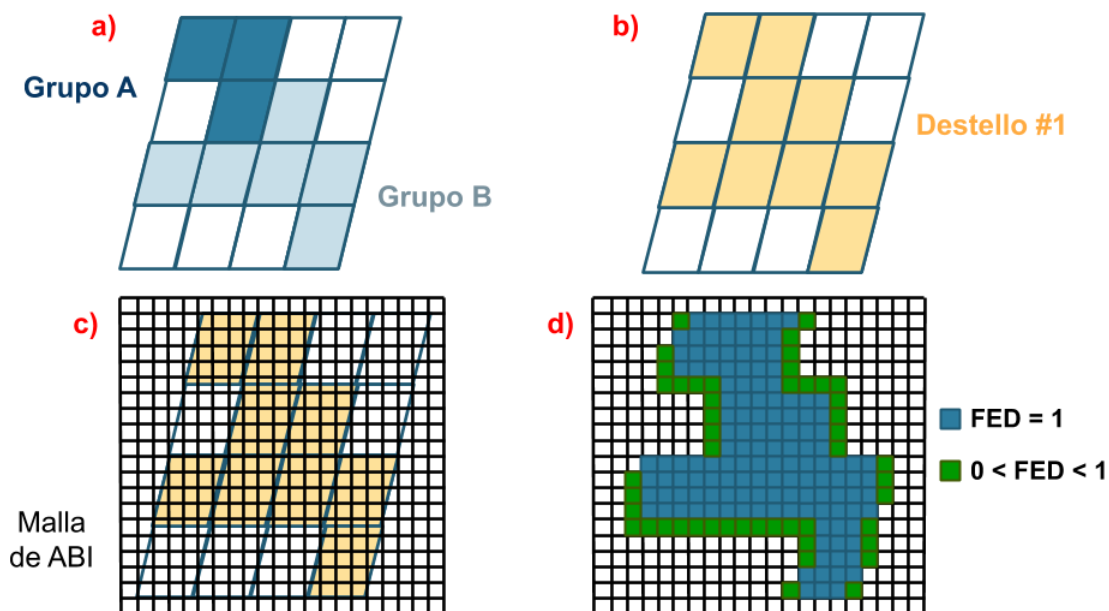 a)
Grupo A
Grupo B
b)
Destello #1
c)
Malla
de ABI
d)
FED = 1
0 < FED < 1